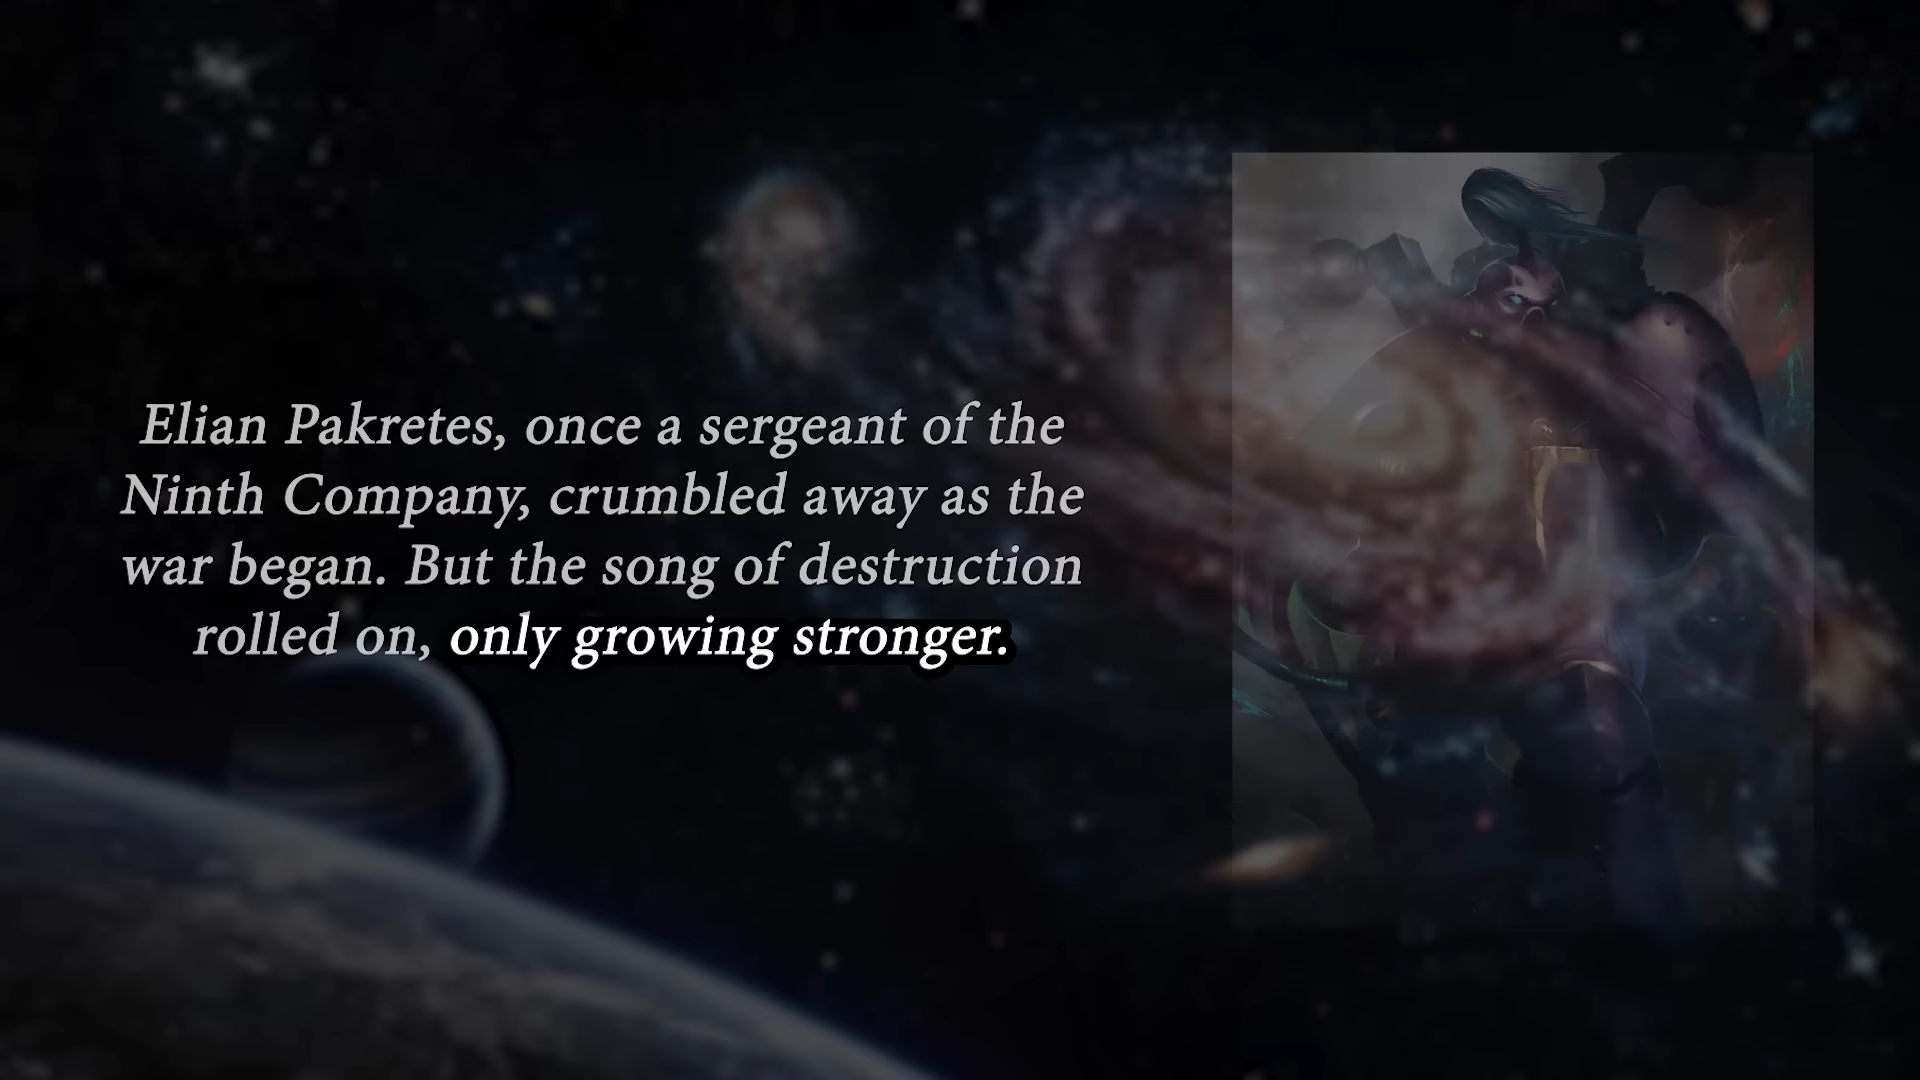 Elian Pakretes, once a sergeant of the
Ninth Company, crumbled away as the
war began. But the song of destruction
rolled on, only growing stronger.